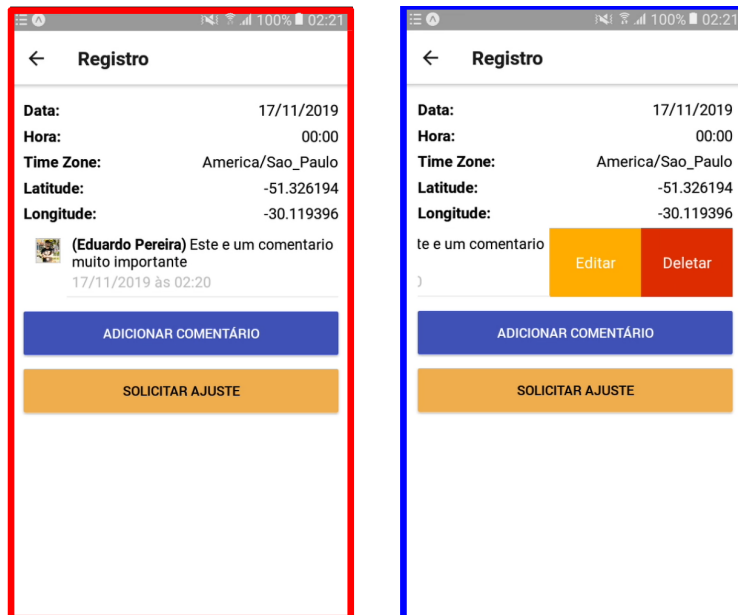 100% 02:21
Registro
Data: 17/11/2019
Hora: 00:00
Time Zone: America/Sao_Paulo
Latitude: -51.326194
Longitude: -30.119396
(Eduardo Pereira) Este e um comentario
muito importante
17/11/2019 às 02:20
ADICIONAR COMENTÁRIO
SOLICITAR AJUSTE
100% 02:21
Registro
Data: 17/11/2019
Hora: 00:00
Time Zone: America/Sao_Paulo
Latitude: -51.326194
Longitude: -30.119396
te e um comentario
Editar Deletar
ADICIONAR COMENTÁRIO
SOLICITAR AJUSTE